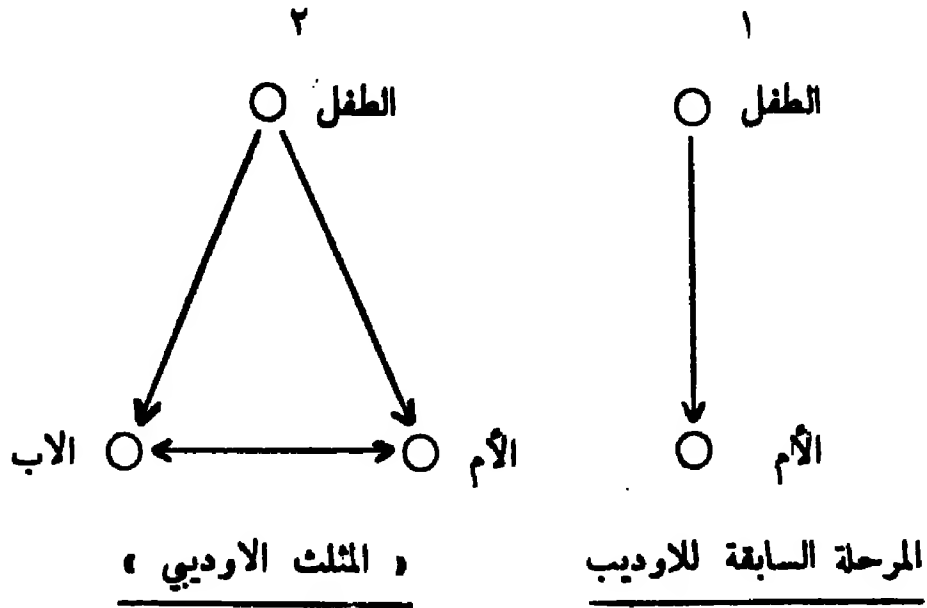 ١
الطفل
الأم
المرحلة السابقة للاوديب
٢
الطفل
الأم
الاب
« المثلث الاوديبي »